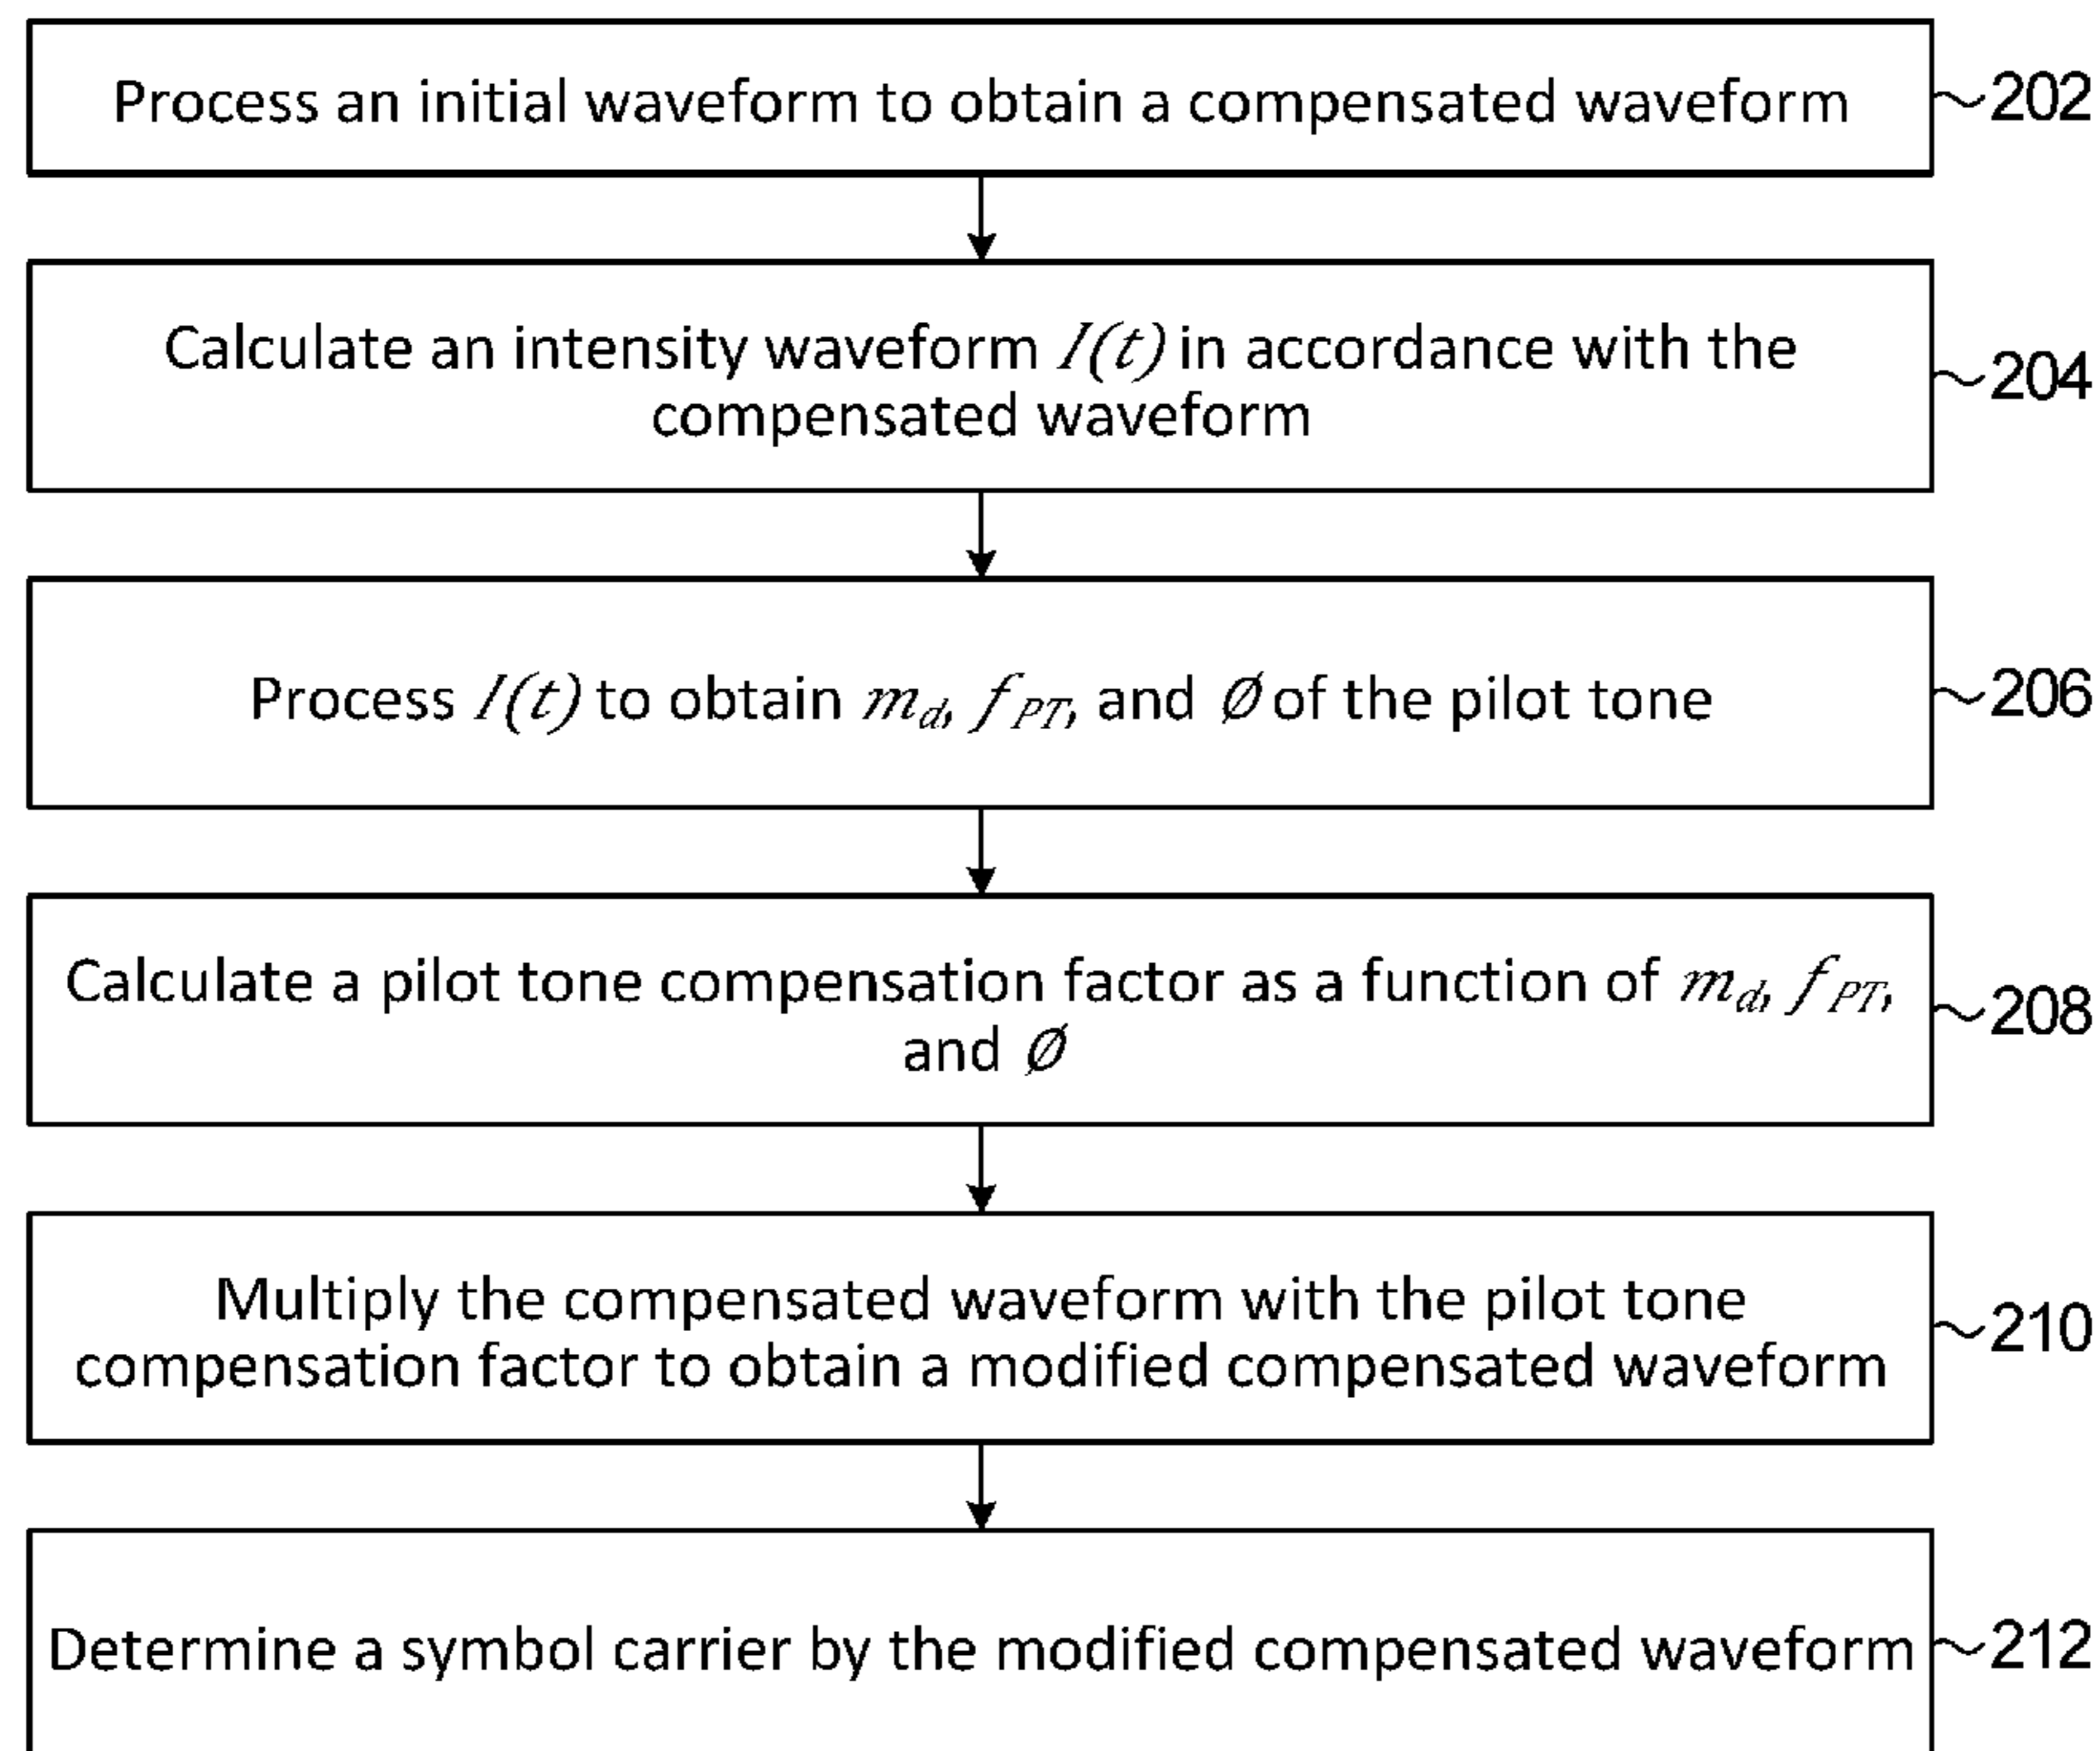 Process an initial waveform to obtain a compensated waveform
202
Calculate an intensity waveform I(t) in accordance with the
compensated waveform
204
Process I(t) to obtain m_d, f_PT, and Ø of the pilot tone
206
Calculate a pilot tone compensation factor as a function of m_d, f_PT,
and Ø
208
Multiply the compensated waveform with the pilot tone
compensation factor to obtain a modified compensated waveform
210
Determine a symbol carrier by the modified compensated waveform
212